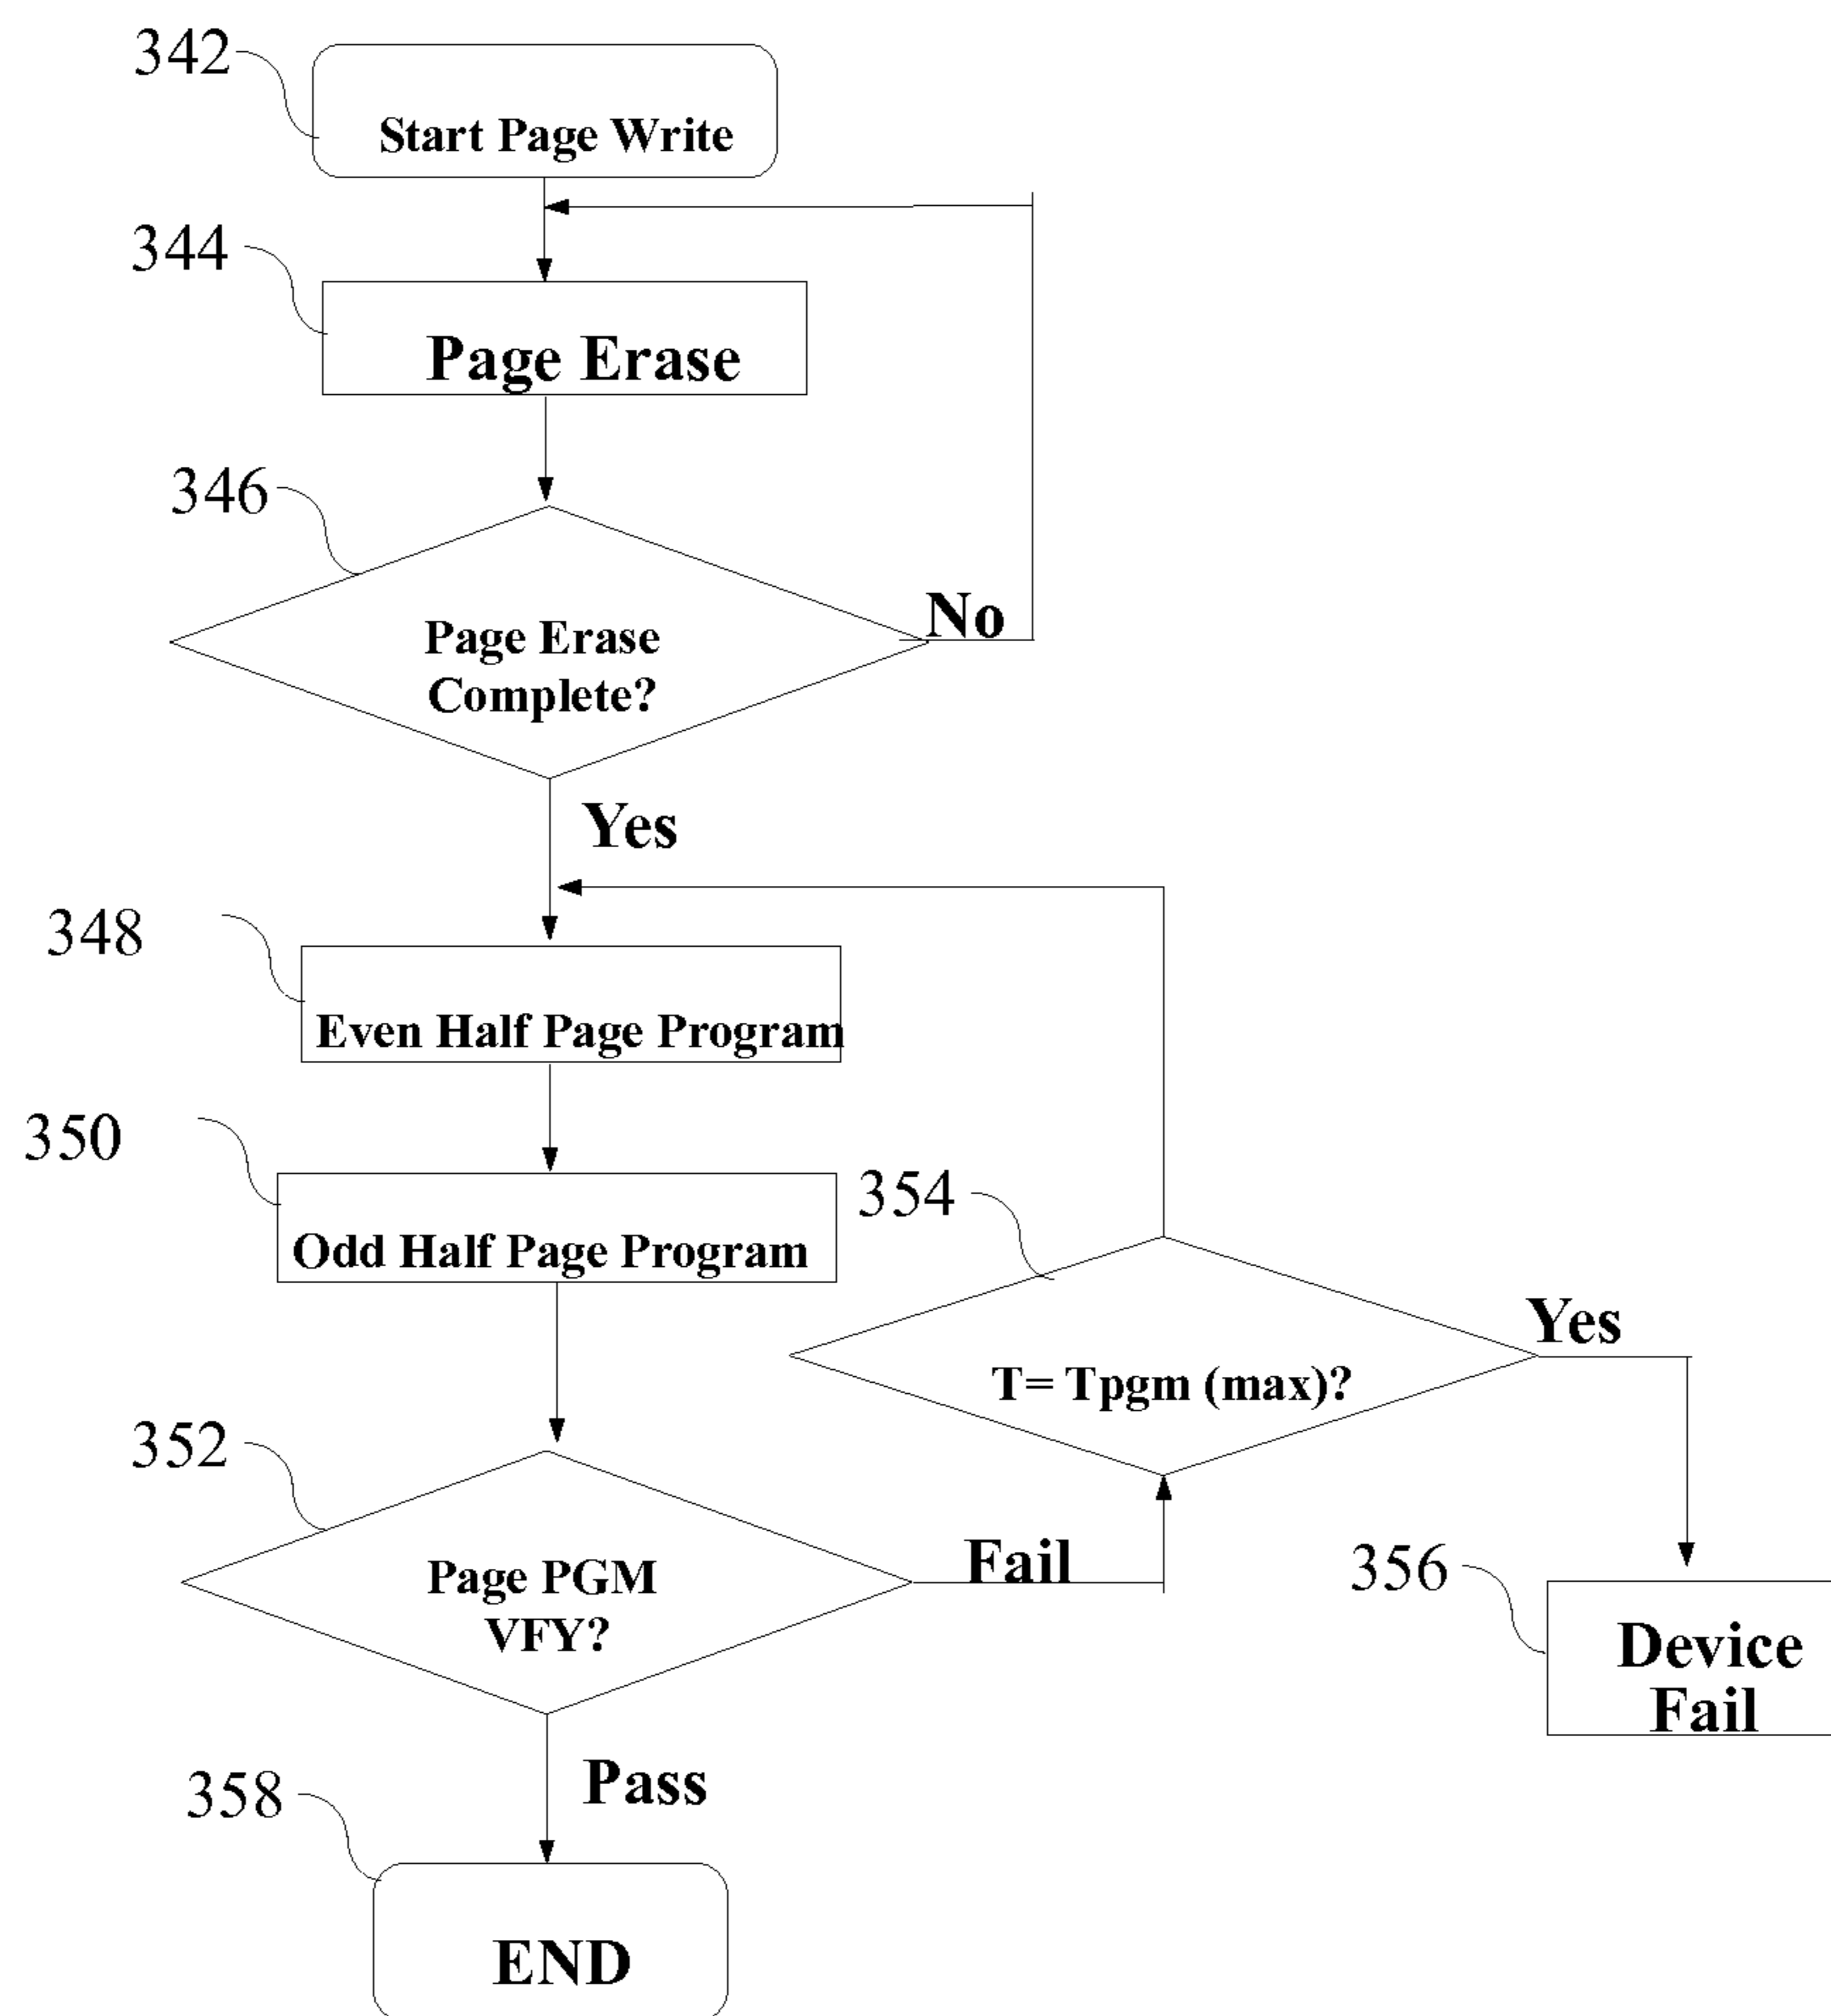 342
Start Page Write
344
Page Erase
346
No
Page Erase
Complete?
Yes
348
Even Half Page Program
350
Odd Half Page Program
354
Yes
T= Tpgm (max)?
352
Page PGM
VFY?
Fail
356
Device
Fail
Pass
358
END